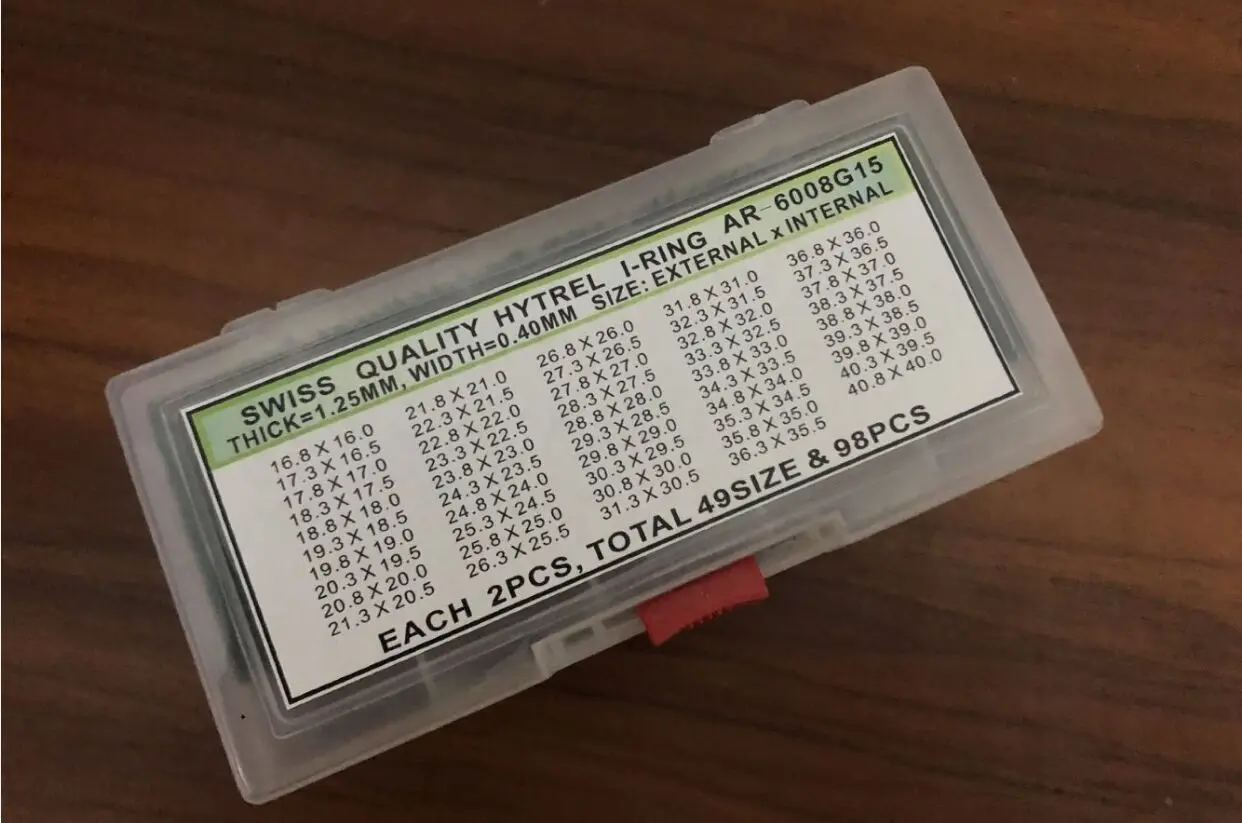 SWISS QUALITY HYTREL I-RING AR-6008G15
THICK=1.25MM, WIDTH=0.40MM SIZE: EXTERNAL x INTERNAL
16.8 X 16.0
17.3 X 16.5
17.8 X 17.0
18.3 X 17.5
18.8 X 18.0
19.3 X 18.5
19.8 X 19.0
20.3 X 19.5
20.8 X 20.0
21.3 X 20.5
21.8 X 21.0
22.3 X 21.5
22.8 X 22.0
23.3 X 22.5
23.8 X 23.0
24.3 X 23.5
24.8 X 24.0
25.3 X 24.5
25.8 X 25.0
26.3 X 25.5
26.8 X 26.0
27.3 X 26.5
27.8 X 27.0
28.3 X 27.5
28.8 X 28.0
29.3 X 28.5
29.8 X 29.0
30.3 X 29.5
30.8 X 30.0
31.3 X 30.5
31.8 X 31.0
32.3 X 31.5
32.8 X 32.0
33.3 X 32.5
33.8 X 33.0
34.3 X 33.5
34.8 X 34.0
35.3 X 34.5
35.8 X 35.0
36.3 X 35.5
36.8 X 36.0
37.3 X 36.5
37.8 X 37.0
38.3 X 37.5
38.8 X 38.0
39.3 X 38.5
39.8 X 39.0
40.3 X 39.5
40.8 X 40.0
EACH 2PCS, TOTAL 49SIZE & 98PCS